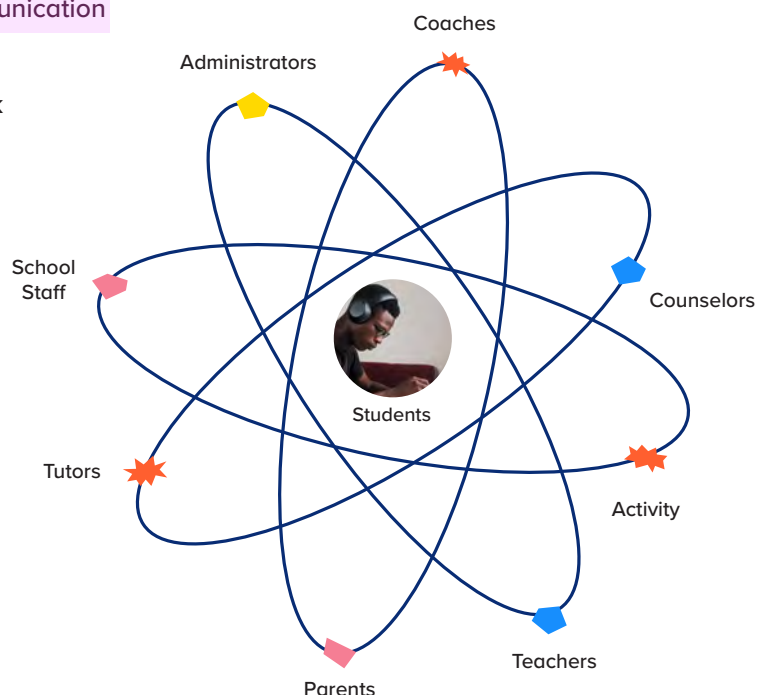 unication
Coaches
Administrators
k
School
Staff
Counselors
Students
Tutors
Activity
Teachers
Parents